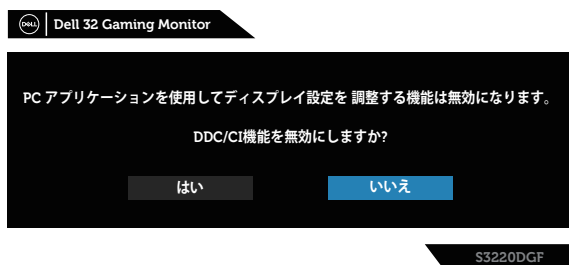 DELL Dell 32 Gaming Monitor
PC アプリケーションを使用してディスプレイ設定を 調整する機能は無効になります。
DDC/CI機能を無効にしますか?
はい いいえ
S3220DGF